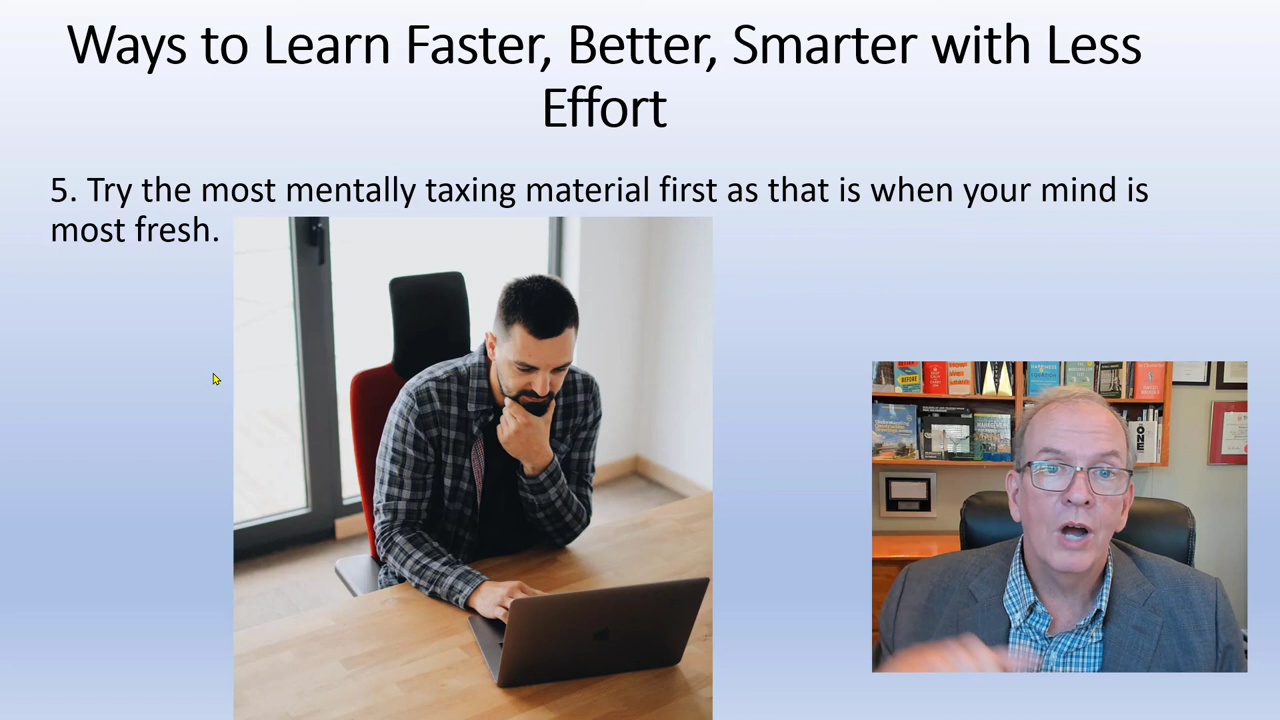 Ways to Learn Faster, Better, Smarter with Less
Effort
5. Try the most mentally taxing material first as that is when your mind is
most fresh.
ONE